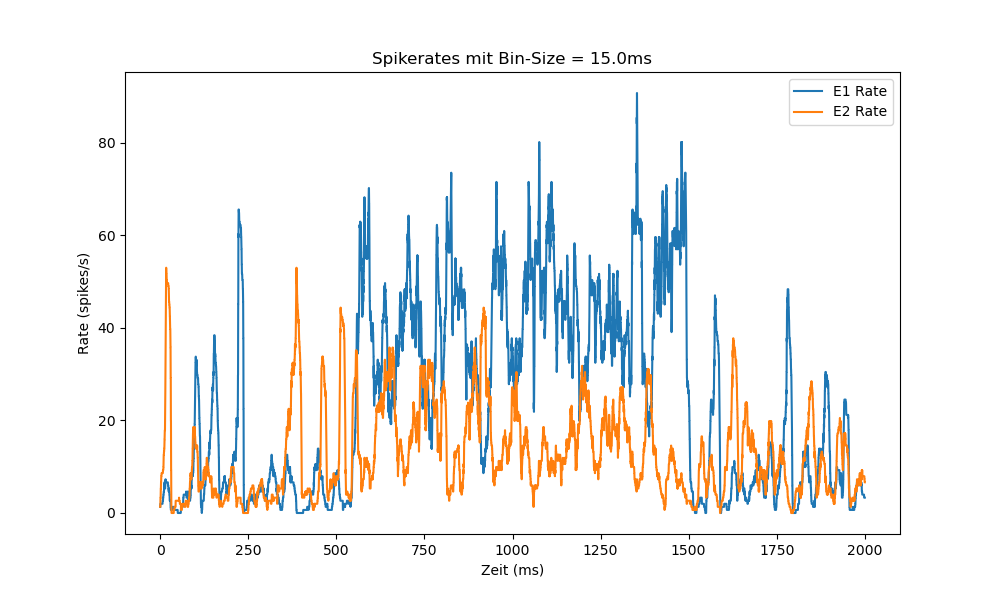 Spikerates mit Bin-Size = 15.0ms
E1 Rate
E2 Rate
80
60
40
20
0
Rate (spikes/s)
0 250 500 750 1000 1250 1500 1750 2000
Zeit (ms)